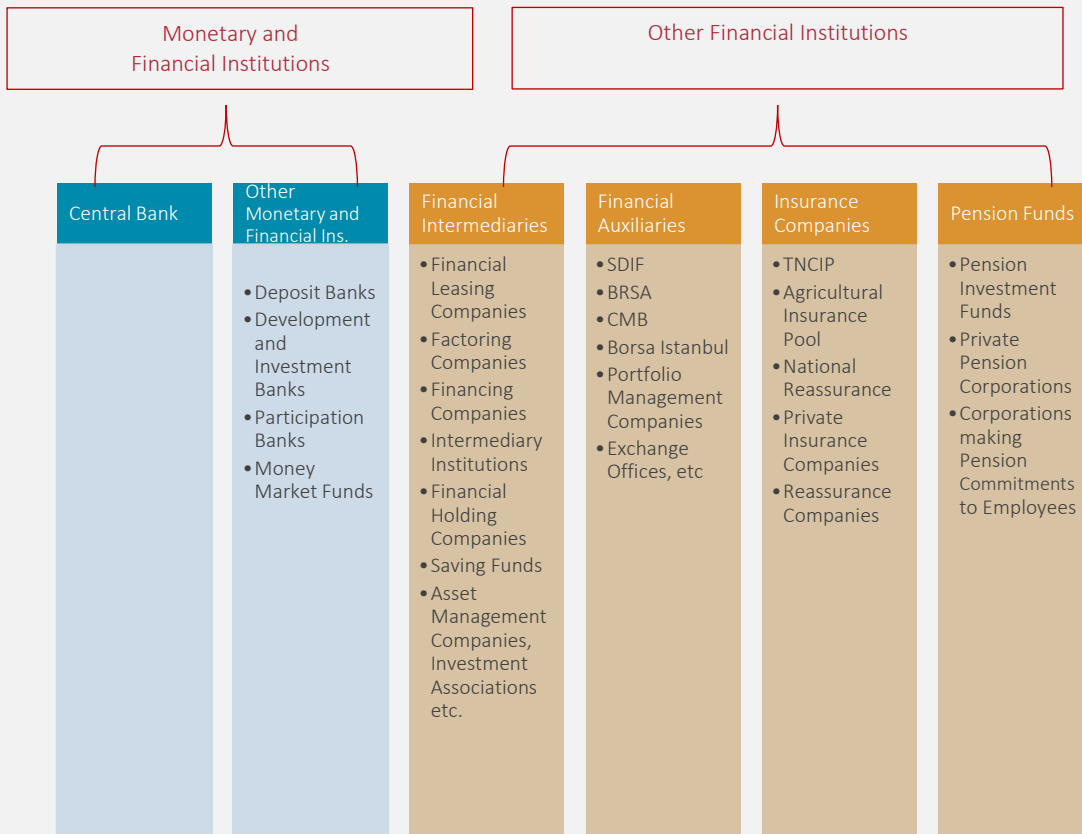 Monetary and
Financial Institutions
Other Financial Institutions
Central Bank
Other
Monetary and
Financial Ins.
• Deposit Banks
• Development
and
Investment
Banks
• Participation
Banks
• Money
Market Funds
Financial
Intermediaries
• Financial
Leasing
Companies
• Factoring
Companies
• Financing
Companies
• Intermediary
Institutions
• Financial
Holding
Companies
• Saving Funds
• Asset
Management
Companies,
Investment
Associations
etc.
Financial
Auxiliaries
• SDIF
• BRSA
• CMB
• Borsa Istanbul
• Portfolio
Management
Companies
• Exchange
Offices, etc
Insurance
Companies
• TNCIP
• Agricultural
Insurance
Pool
• National
Reassurance
• Private
Insurance
Companies
• Reassurance
Companies
Pension Funds
• Pension
Investment
Funds
• Private
Pension
Corporations
• Corporations
making
Pension
Commitments
to Employees